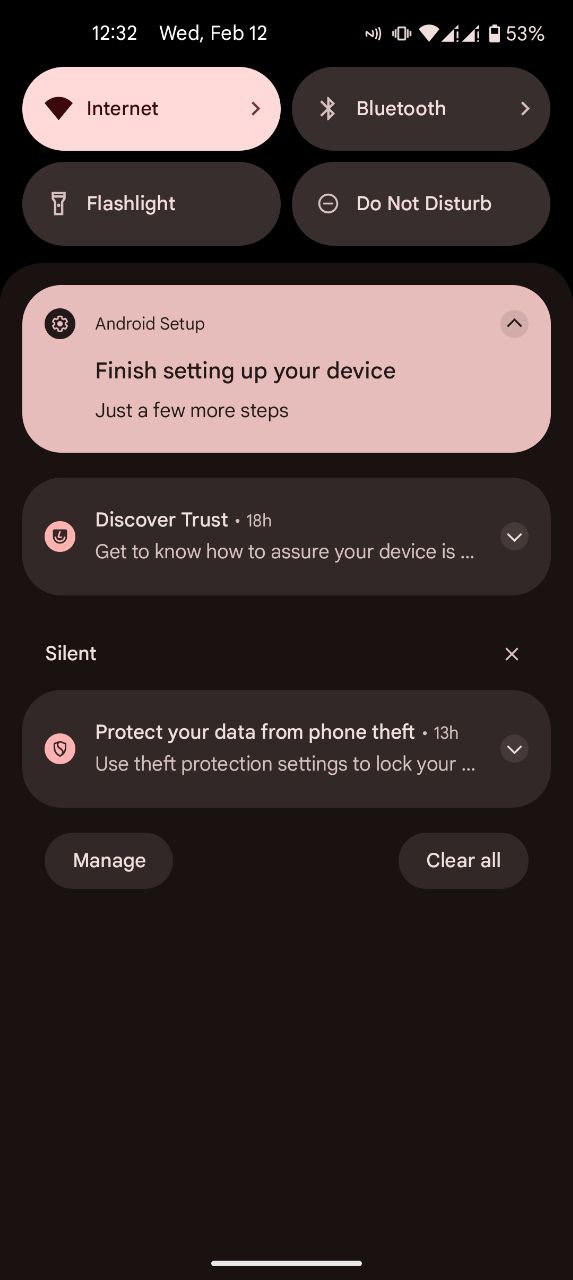 12:32 Wed, Feb 12 53%
Internet
Bluetooth
Flashlight
Do Not Disturb
Android Setup
Finish setting up your device
Just a few more steps
Discover Trust • 18h
Get to know how to assure your device is ...
Silent
Protect your data from phone theft • 13h
Use theft protection settings to lock your ...
Manage
Clear all